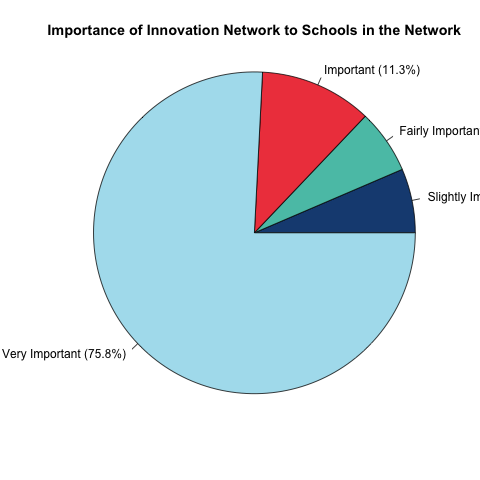 Importance of Innovation Network to Schools in the Network
Important (11.3%)
Fairly Importan
Slightly Im
Very Important (75.8%)